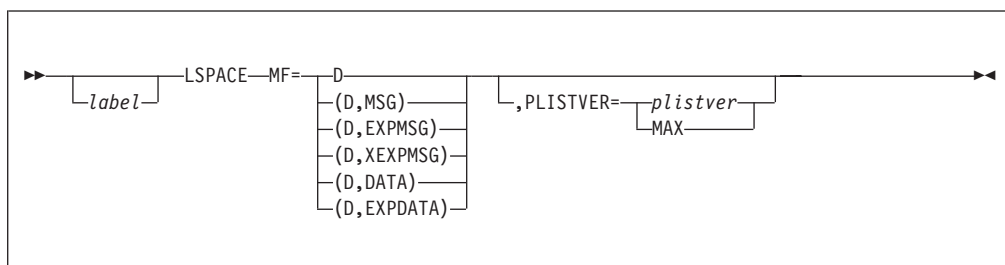 LSPACE MF= D
label
(D,MSG) ,PLISTVER= plistver
(D,EXPMSG) MAX
(D,XEXPMSG)
(D,DATA)
(D,EXPDATA)